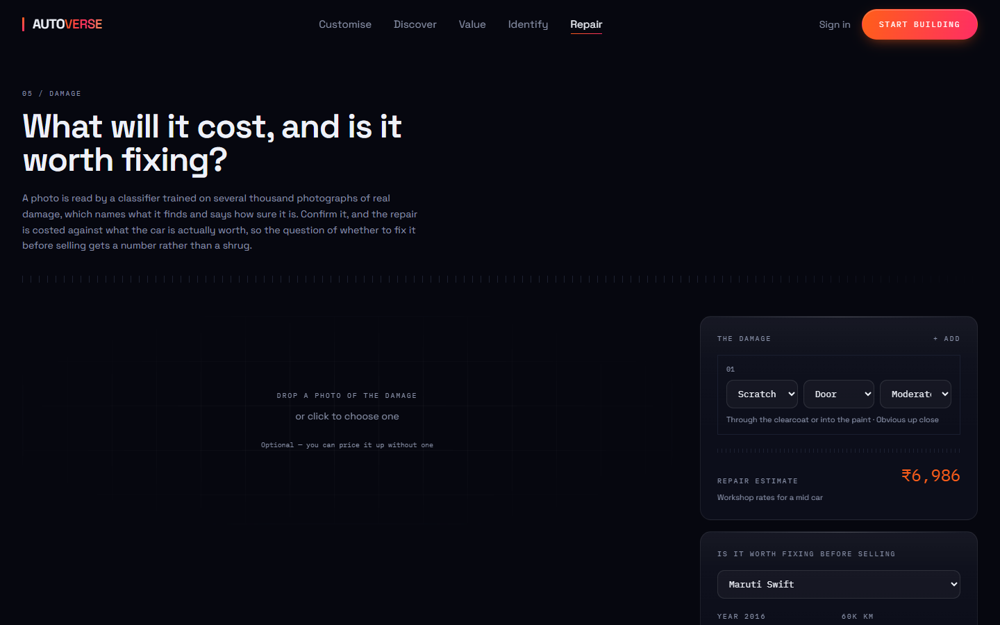 AUTOVERSE
Customise
Discover
Value
Identify
Repair
Sign in
START BUILDING
05 / DAMAGE
What will it cost, and is it
worth fixing?
A photo is read by a classifier trained on several thousand photographs of real
damage, which names what it finds and says how sure it is. Confirm it, and the repair
is costed against what the car is actually worth, so the question of whether to fix it
before selling gets a number rather than a shrug.
DROP A PHOTO OF THE DAMAGE
or click to choose one
Optional — you can price it up without one
THE DAMAGE
+ ADD
01
Scratch
Door
Moderate
Through the clearcoat or into the paint · Obvious up close
REPAIR ESTIMATE
₹6,986
Workshop rates for a mid car
IS IT WORTH FIXING BEFORE SELLING
Maruti Swift
YEAR 2016
60K KM